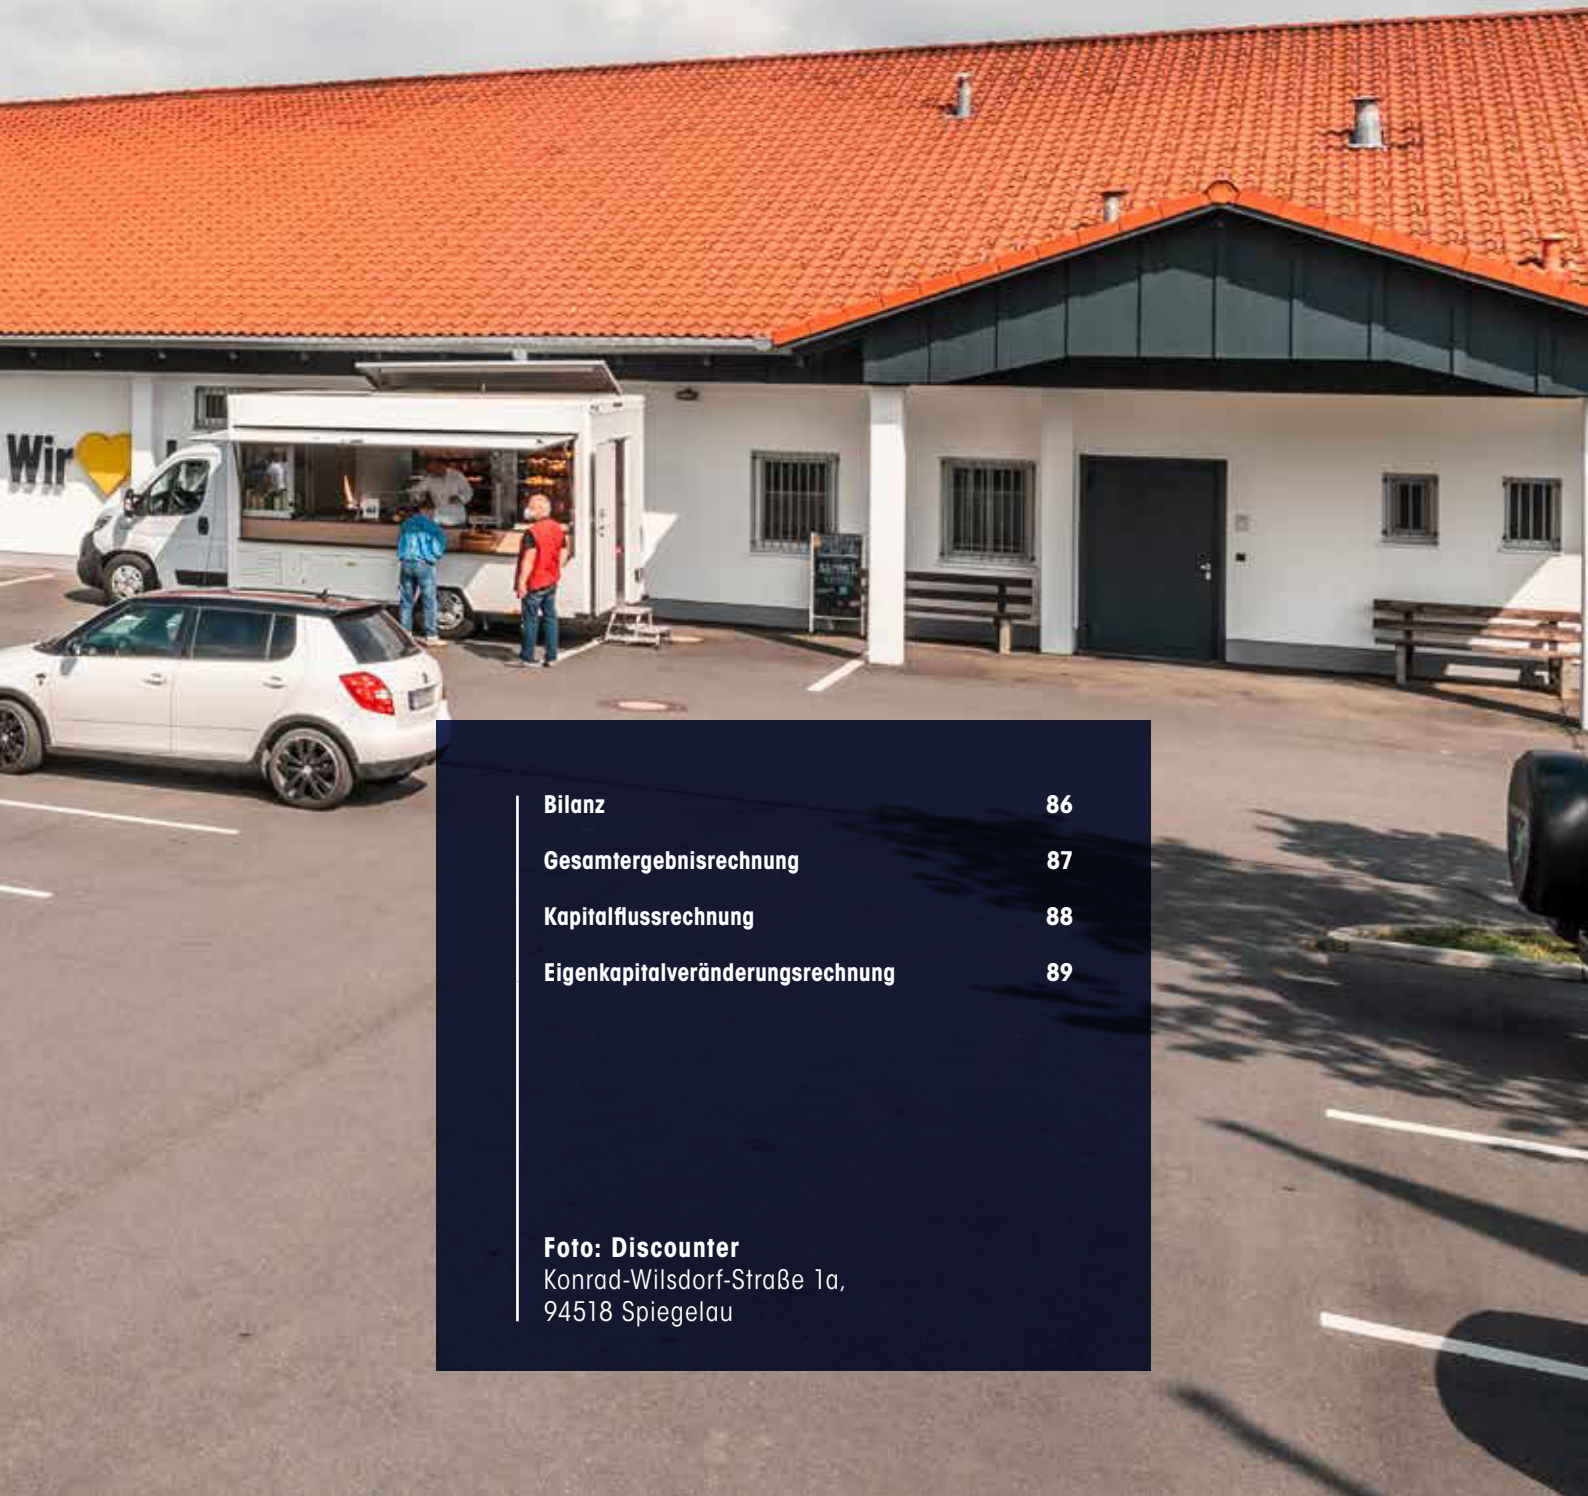 Wir
Bilanz 86
Gesamtergebnisrechnung 87
Kapitalflussrechnung 88
Eigenkapitalveränderungsrechnung 89
Foto: Discounter
Konrad-Wilsdorf-Straße 1a,
94518 Spiegelau